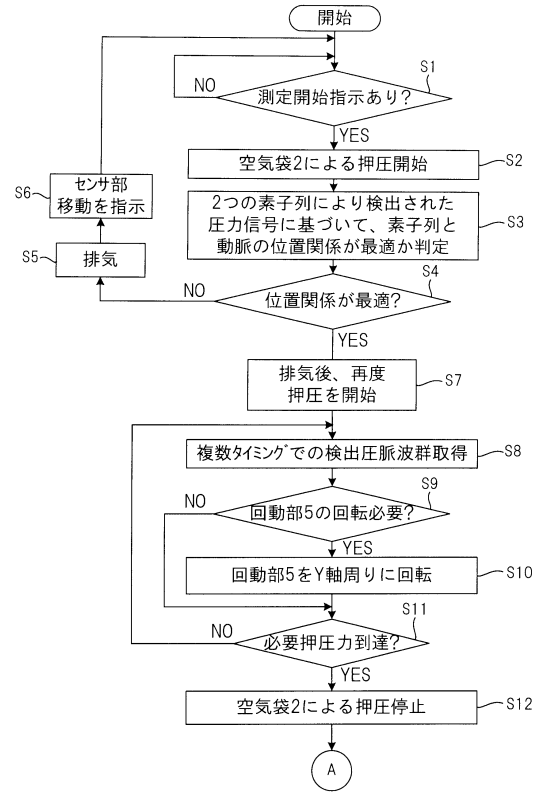 開始
S1
測定開始指示あり?
NO
YES
空気袋2による押圧開始
S2
2つの素子列により検出された
圧力信号に基づいて、素子列と
動脈の位置関係が最適か判定
S3
S4
位置関係が最適?
NO
YES
S5
排気
S6
センサ部
移動を指示
排気後、再度
押圧を開始
S7
複数タイミングでの検出圧脈波群取得
S8
S9
回動部5の回転必要?
NO
YES
回動部5をY軸周りに回転
S10
S11
必要押圧力到達?
NO
YES
空気袋2による押圧停止
S12
A